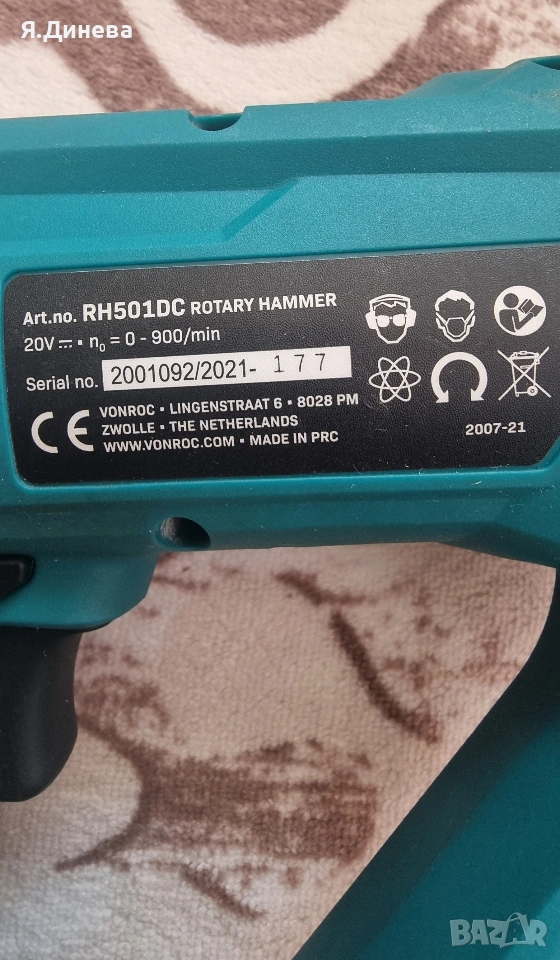 Я.Динева
Art.no. RH501DC ROTARY HAMMER
20V ⎓ ▪ n₀ = 0 - 900/min
Serial no. 2001092/2021- 177
CE VONROC ▪ LINGENSTRAAT 6 ▪ 8028 PM
ZWOLLE ▪ THE NETHERLANDS
WWW.VONROC.COM ▪ MADE IN PRC
2007-21
BAZAR